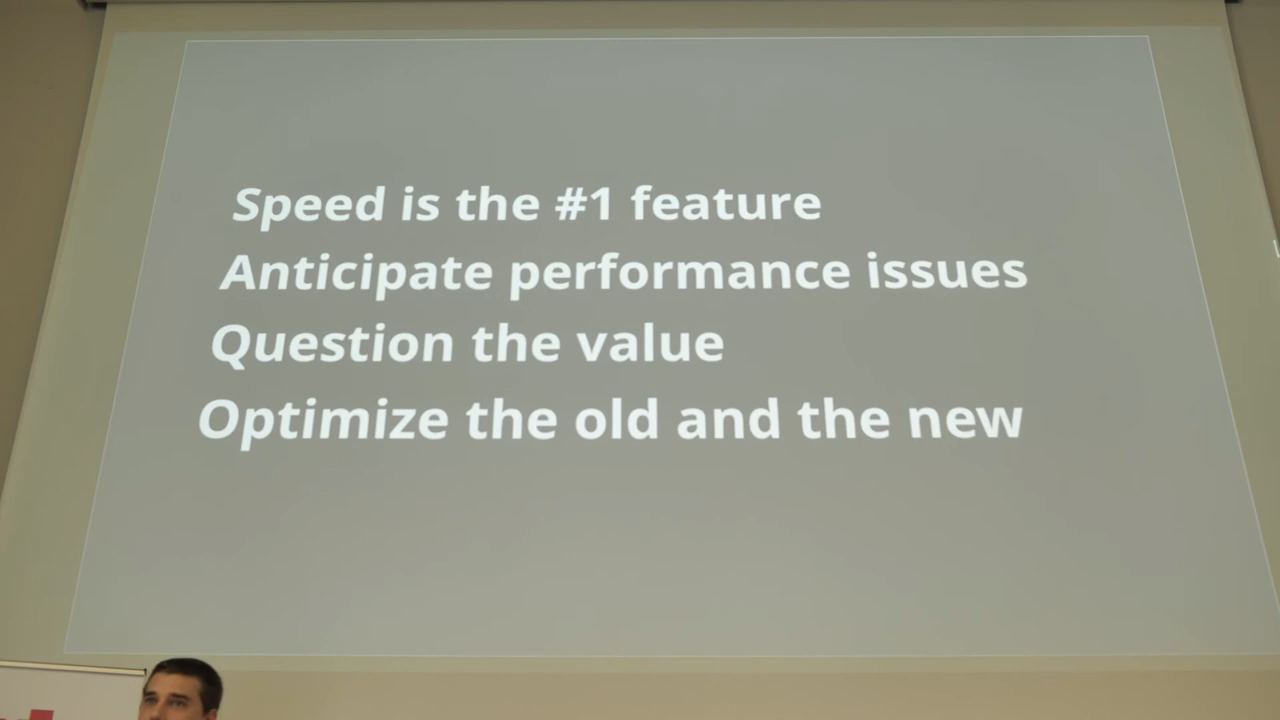 Speed is the #1 feature
Anticipate performance issues
Question the value
Optimize the old and the new